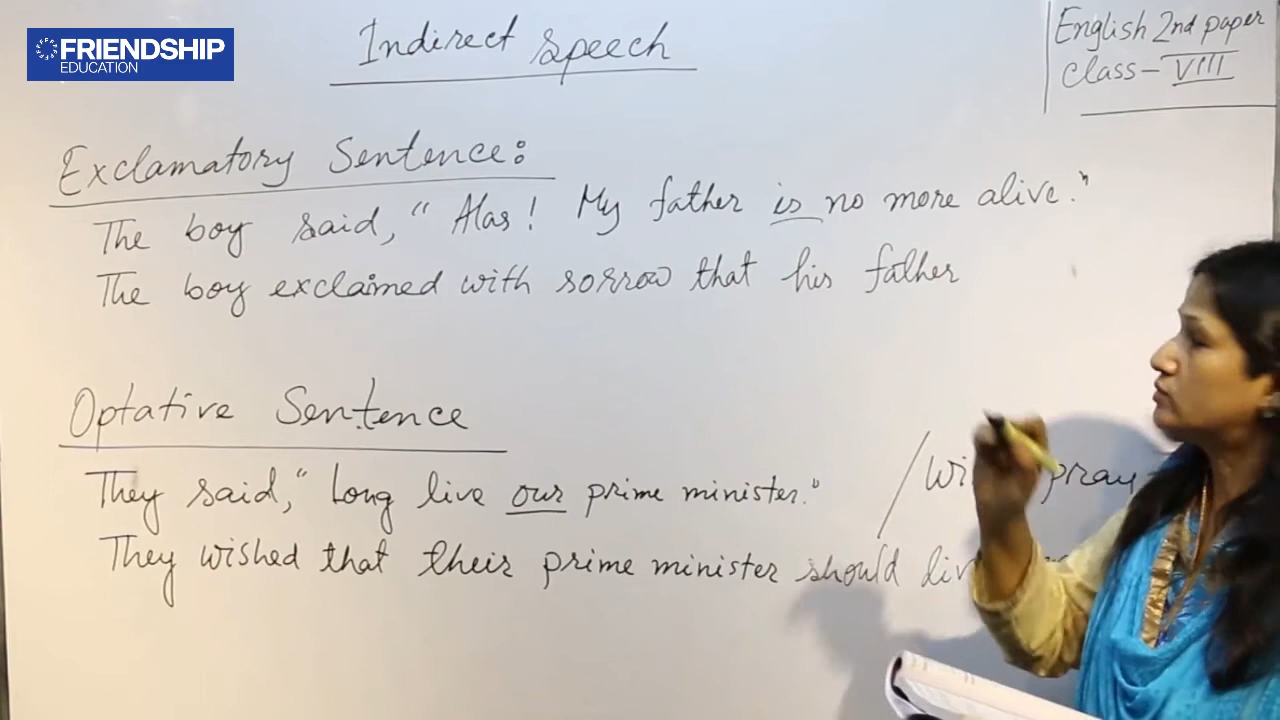 FRIENDSHIP
EDUCATION
Indirect speech
English 2nd paper
class - VIII
Exclamatory Sentence:
The boy said, " Alas! My father is no more alive."
The boy exclaimed with sorrow that his father
Optative Sentence
They said, " Long live our prime minister."
/ pray
They wished that their prime minister should